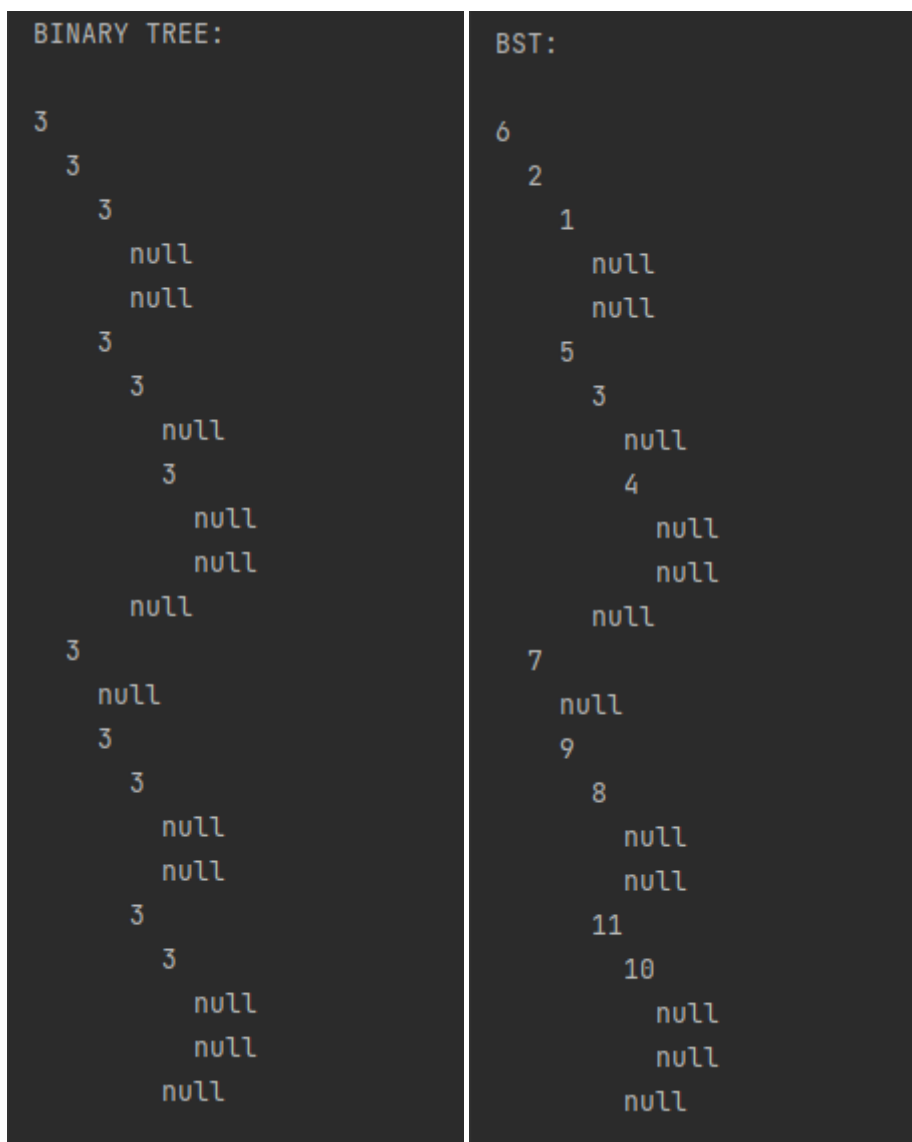 BINARY TREE:
3
  3
    3
      null
      null
    3
      3
        null
        3
          null
          null
      null
  3
    null
    3
      3
        null
        null
      3
        3
          null
          null
        null
BST:
6
  2
    1
      null
      null
    5
      3
        null
        4
          null
          null
      null
  7
    null
    9
      8
        null
        null
      11
        10
          null
          null
        null